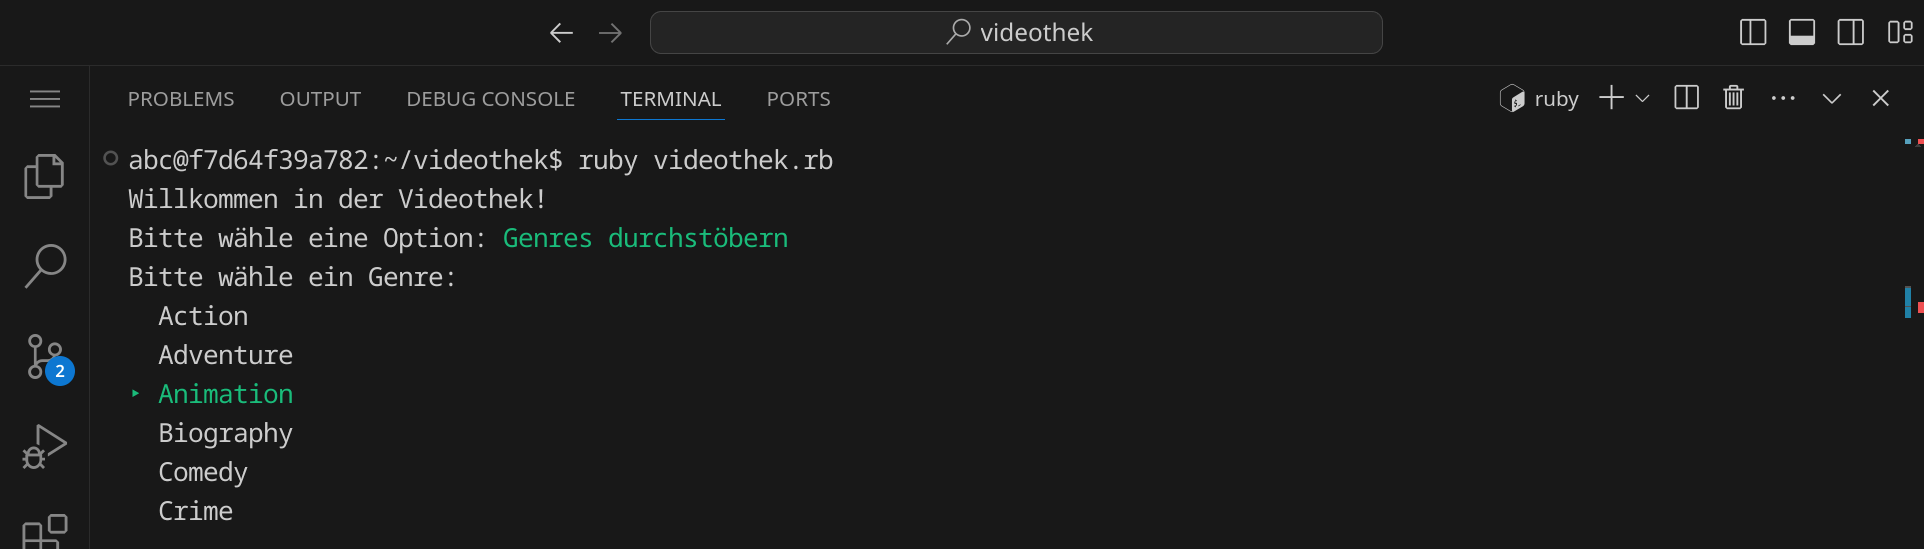 videothek
PROBLEMS OUTPUT DEBUG CONSOLE TERMINAL PORTS ruby
abc@f7d64f39a782:~/videothek$ ruby videothek.rb
Willkommen in der Videothek!
Bitte wähle eine Option: Genres durchstöbern
Bitte wähle ein Genre:
Action
Adventure
‣ Animation
Biography
Comedy
Crime
2